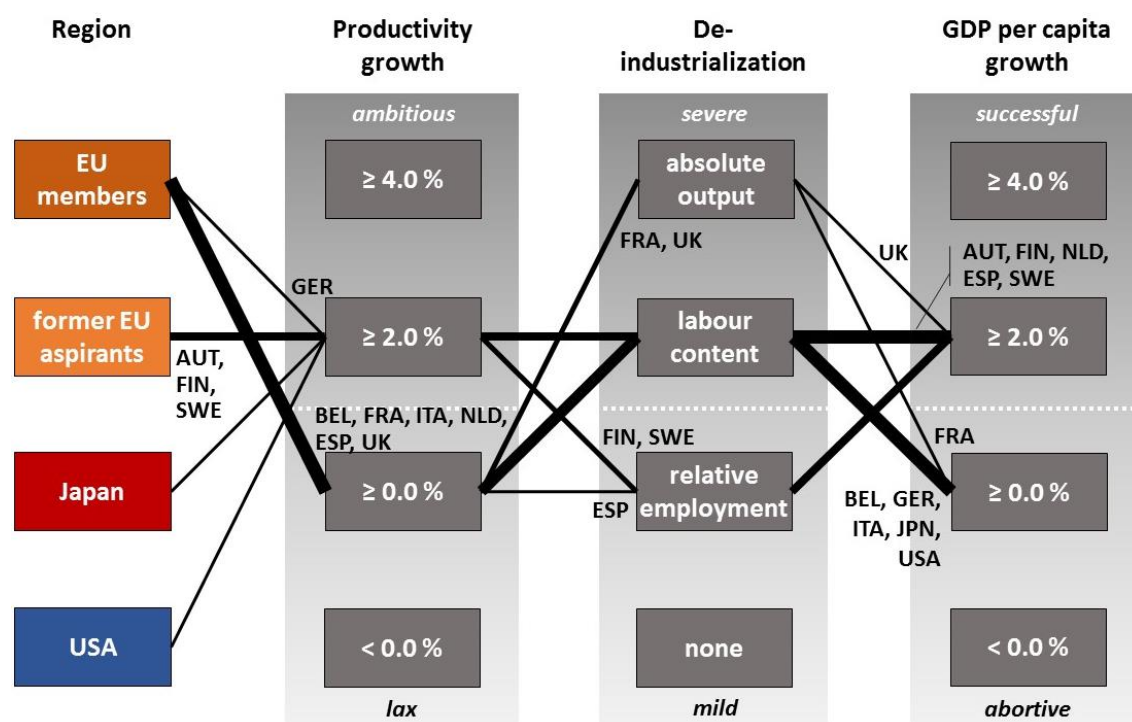 Region
Productivity
growth
De-
industrialization
GDP per capita
growth
ambitious
severe
successful
EU
members
≥ 4.0 %
absolute
output
≥ 4.0 %
FRA, UK
UK
AUT, FIN, NLD,
ESP, SWE
GER
former EU
aspirants
≥ 2.0 %
labour
content
≥ 2.0 %
AUT,
FIN,
SWE
BEL, FRA, ITA, NLD,
ESP, UK
FIN, SWE
FRA
Japan
≥ 0.0 %
ESP
relative
employment
≥ 0.0 %
BEL, GER,
ITA, JPN,
USA
USA
< 0.0 %
none
< 0.0 %
lax
mild
abortive